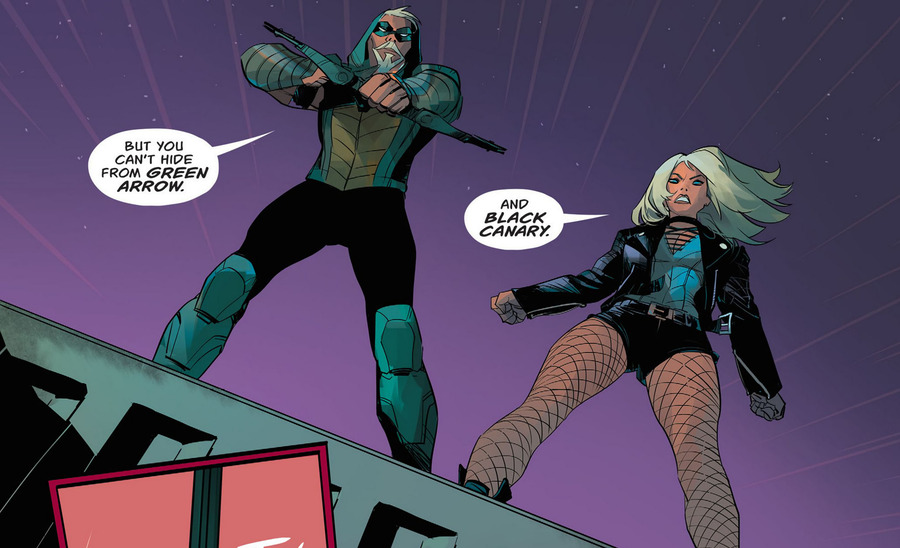 BUT YOU
CAN'T HIDE
FROM GREEN
ARROW.
AND
BLACK
CANARY.